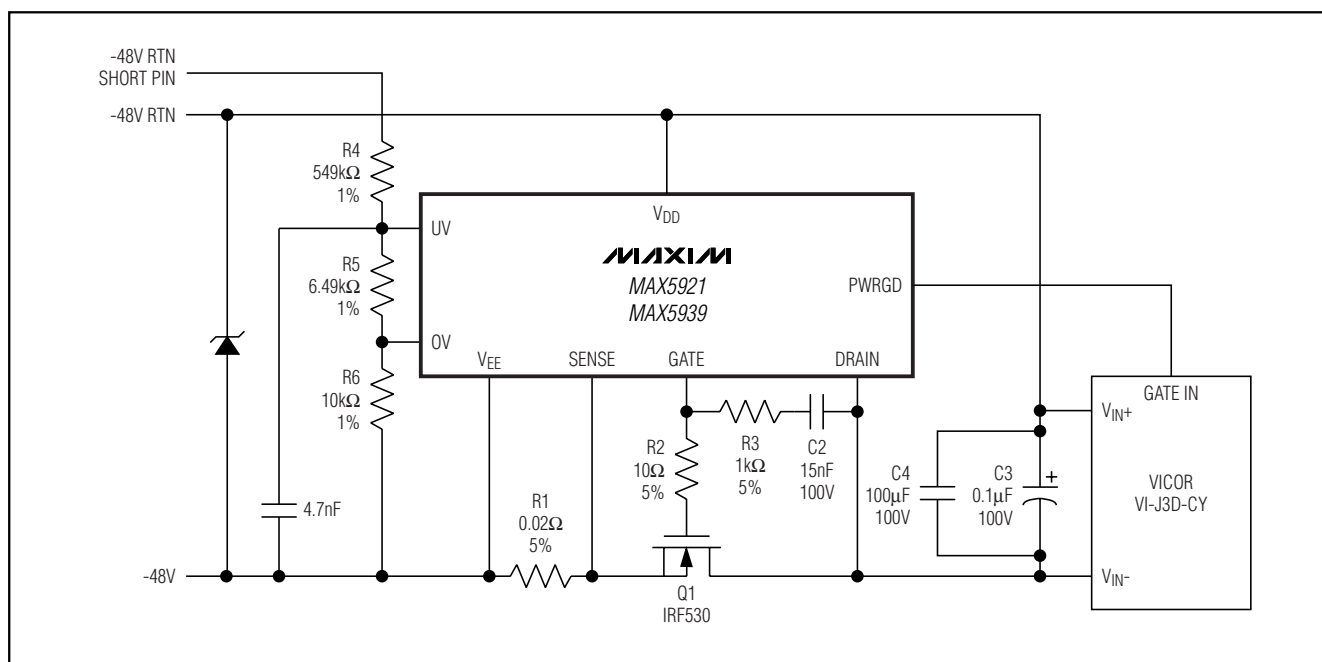 -48V RTN
SHORT PIN
-48V RTN
R4
549kΩ
1%
UV
VDD
MAXIM
MAX5921
MAX5939
PWRGD
R5
6.49kΩ
1%
OV
VEE
SENSE
GATE
DRAIN
R6
10kΩ
1%
GATE IN
VIN+
R2
10Ω
5%
R3
1kΩ
5%
C2
15nF
100V
C4
100μF
100V
C3
0.1μF
100V
+
VICOR
VI-J3D-CY
4.7nF
R1
0.02Ω
5%
-48V
VIN-
Q1
IRF530